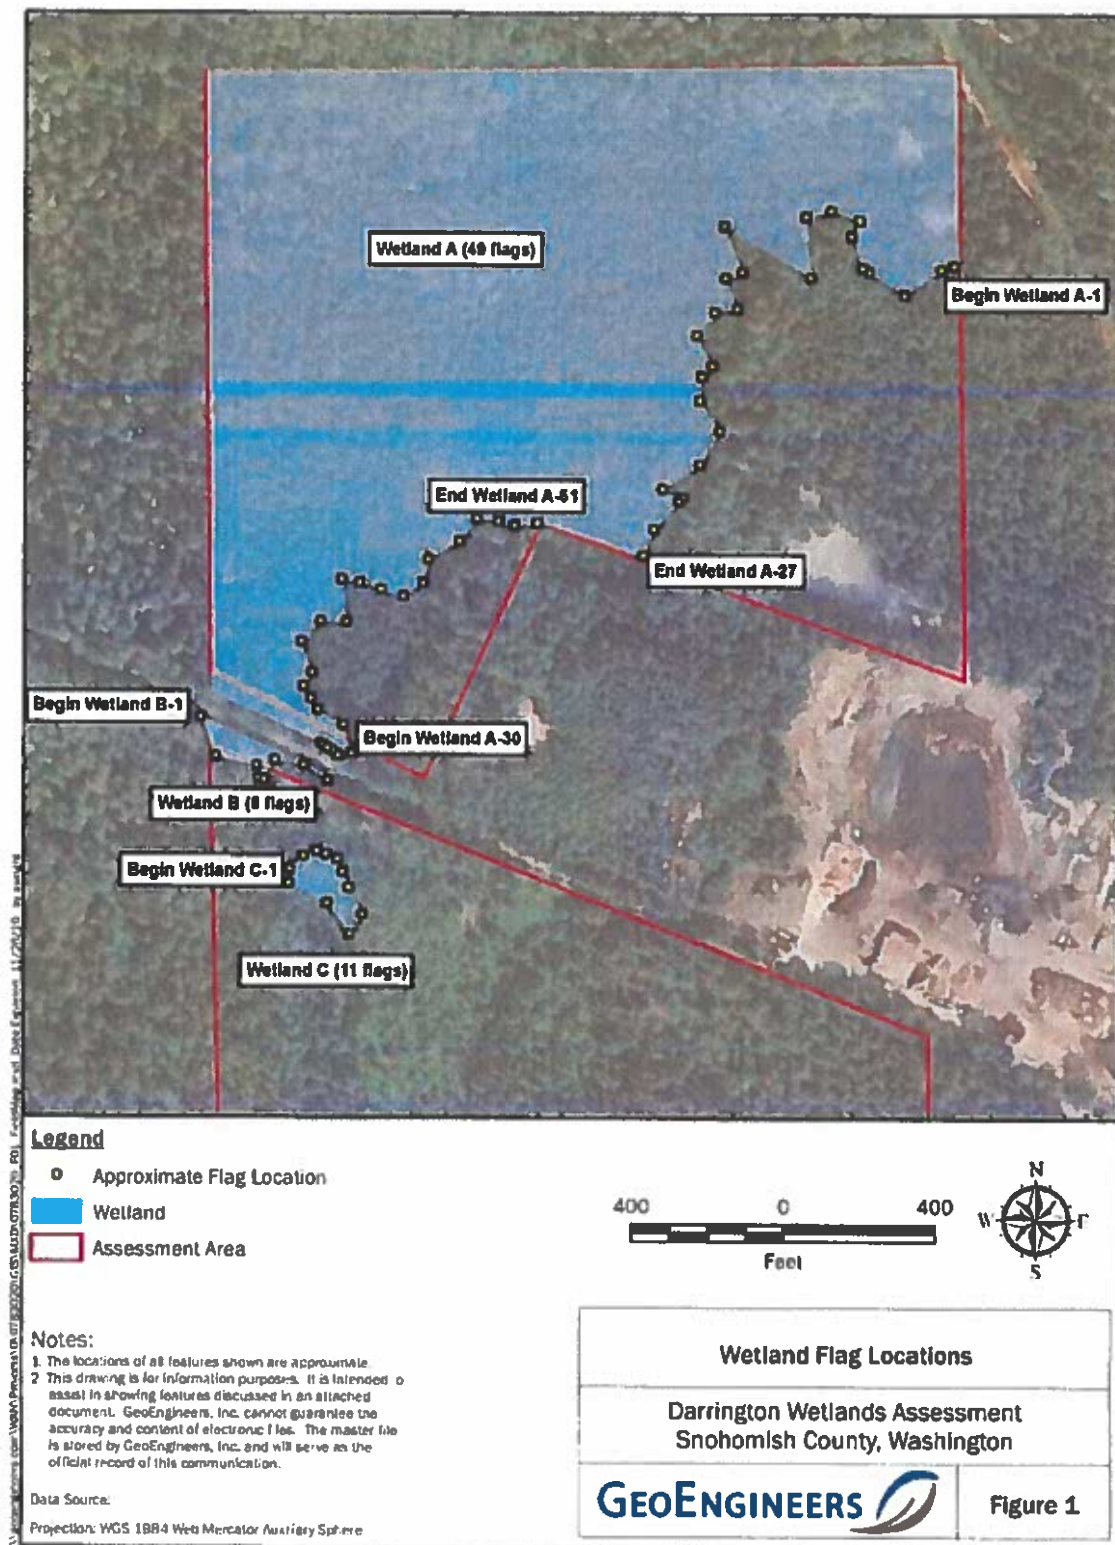 Wetland A (49 flags)
Begin Wetland A-1
End Wetland A-51
End Wetland A-27
Begin Wetland B-1
Begin Wetland A-30
Wetland B (8 flags)
Begin Wetland C-1
Wetland C (11 flags)
Legend
Approximate Flag Location
Wetland
Assessment Area
400 0 400
Feet
N
W E
S
Notes:
1. The locations of all features shown are approximate.
2 This drawing is for information purposes. It is intended o
assist in showing features discussed in an attached
document. GeoEngineers, Inc. cannot guarantee the
accuracy and content of electronic files. The master file
is stored by GeoEngineers, Inc. and will serve as the
official record of this communication.
Data Source:
Projection: WGS 1984 Web Mercator Auxiliary Sphere
Wetland Flag Locations
Darrington Wetlands Assessment
Snohomish County, Washington
GEOENGINEERS
Figure 1